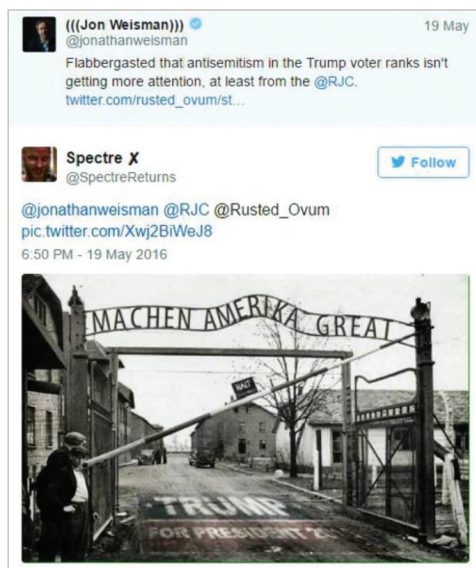 (((Jon Weisman)))
19 May
@jonathanweisman
Flabbergasted that antisemitism in the Trump voter ranks isn't
getting more attention, at least from the @RJC.
twitter.com/rusted_ovum/st...
Spectre ✗
Follow
@SpectreReturns
@jonathanweisman @RJC @Rusted_Ovum
pic.twitter.com/Xwj2BiWeJ8
6:50 PM - 19 May 2016
MACHEN AMERIKA GREAT
HALT
TRUMP
FOR PRESIDENT